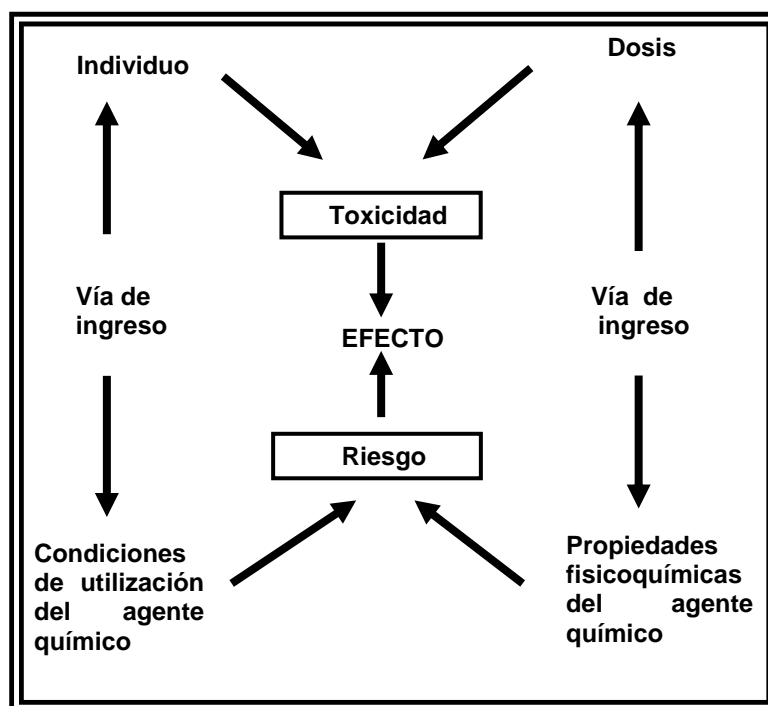 Individuo
Dosis
Toxicidad
Vía de
ingreso
EFECTO
Vía de
ingreso
Riesgo
Condiciones
de utilización
del agente
químico
Propiedades
fisicoquímicas
del agente
químico